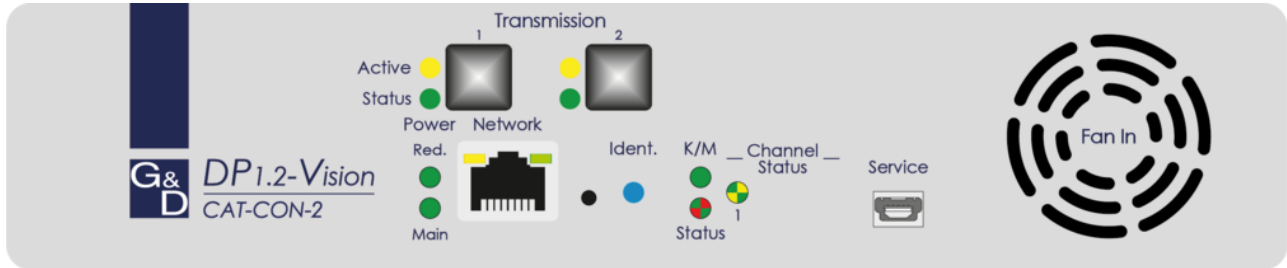 Transmission
1 2
Active
Status
Power Network
Red. Ident. K/M Channel
Status
Service
Fan In
G&D DP1.2-Vision
CAT-CON-2
1
Main Status